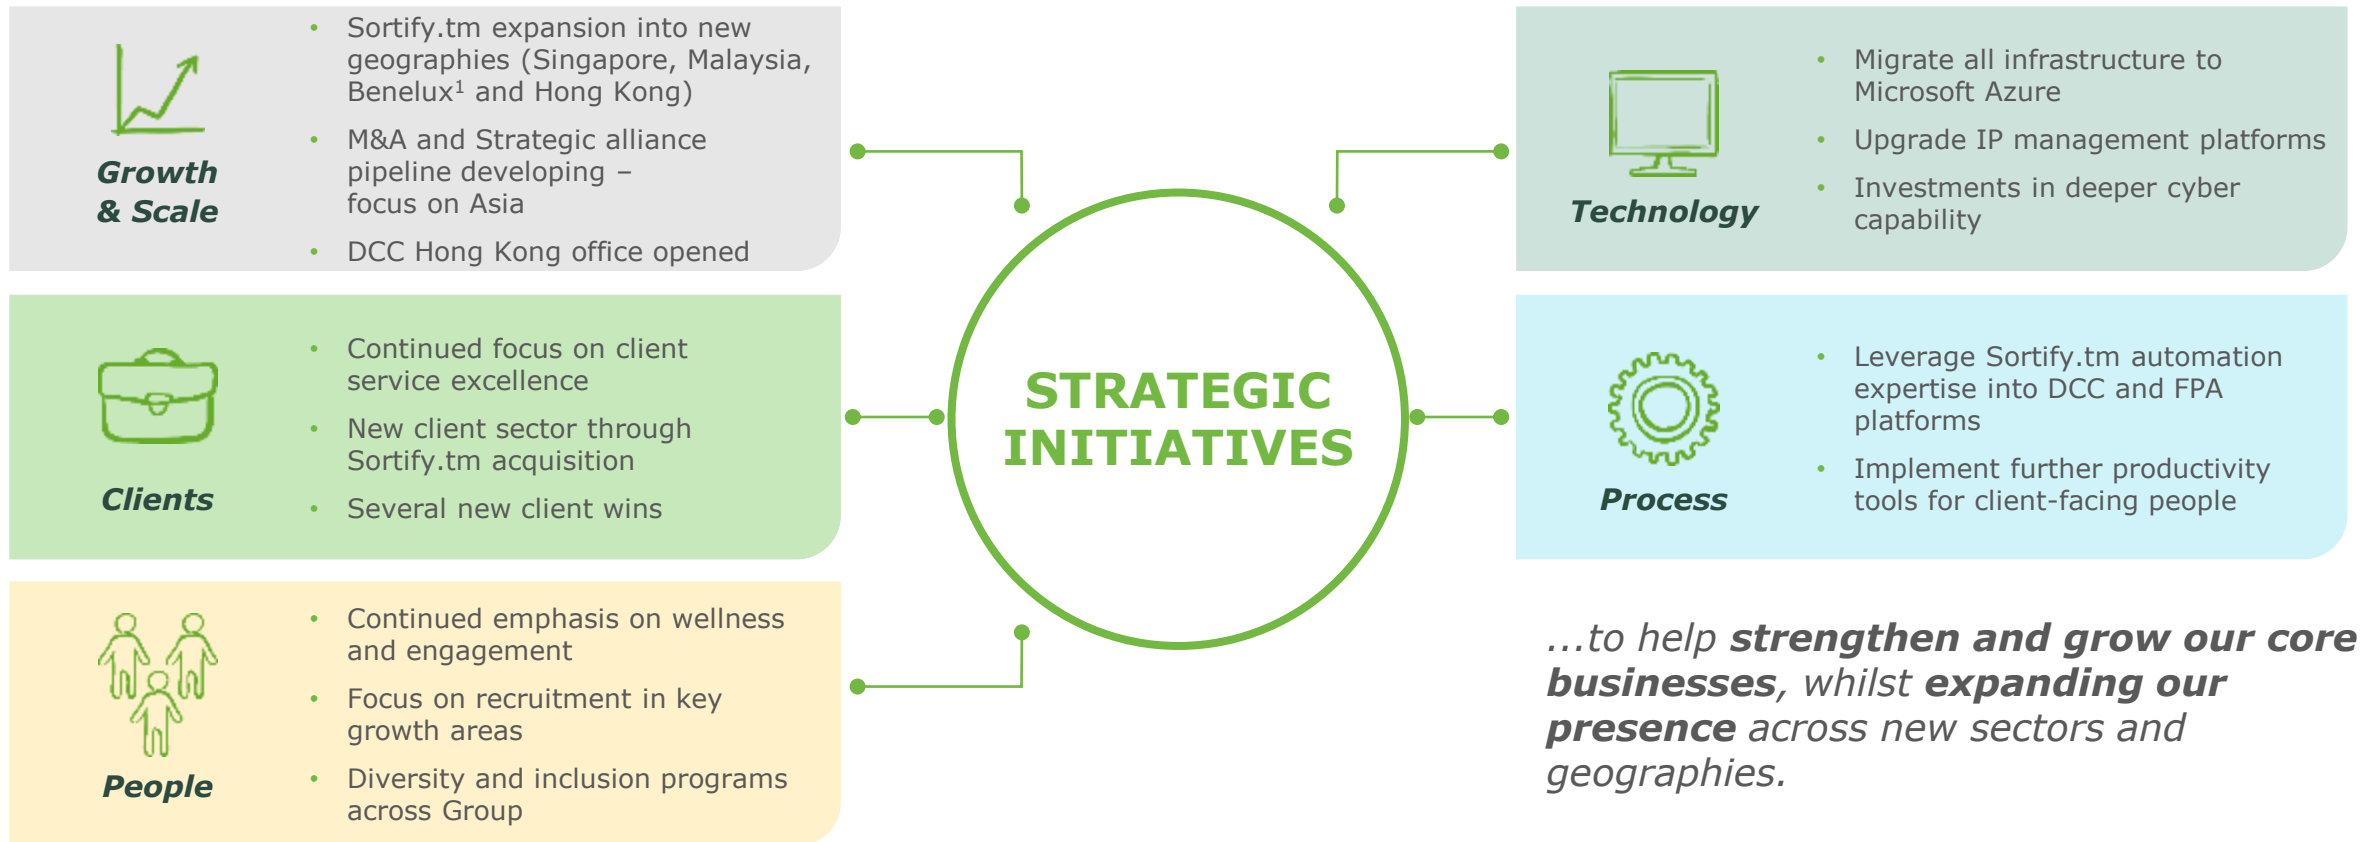 Growth
& Scale
• Sortify.tm expansion into new
geographies (Singapore, Malaysia,
Benelux¹ and Hong Kong)
• M&A and Strategic alliance
pipeline developing –
focus on Asia
• DCC Hong Kong office opened
Clients
• Continued focus on client
service excellence
• New client sector through
Sortify.tm acquisition
• Several new client wins
People
• Continued emphasis on wellness
and engagement
• Focus on recruitment in key
growth areas
• Diversity and inclusion programs
across Group
STRATEGIC
INITIATIVES
Technology
• Migrate all infrastructure to
Microsoft Azure
• Upgrade IP management platforms
• Investments in deeper cyber
capability
Process
• Leverage Sortify.tm automation
expertise into DCC and FPA
platforms
• Implement further productivity
tools for client-facing people
...to help strengthen and grow our core
businesses, whilst expanding our
presence across new sectors and
geographies.